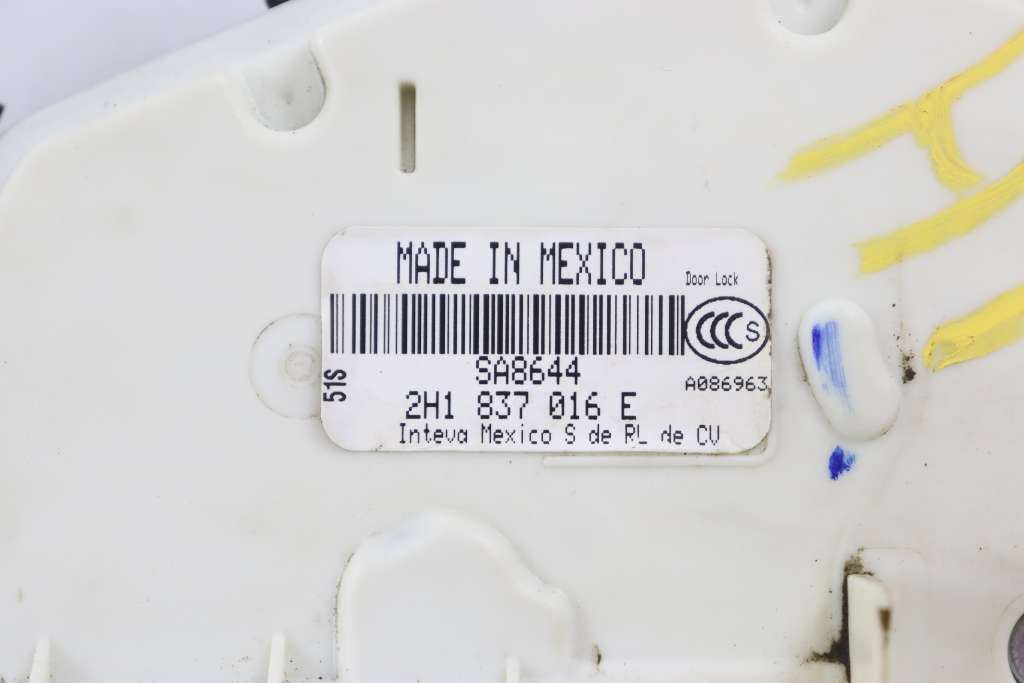 MADE IN MEXICO
Door Lock
CCC S
SA8644
A086963
51S
2H1 837 016 E
Inteva Mexico S de RL de CV